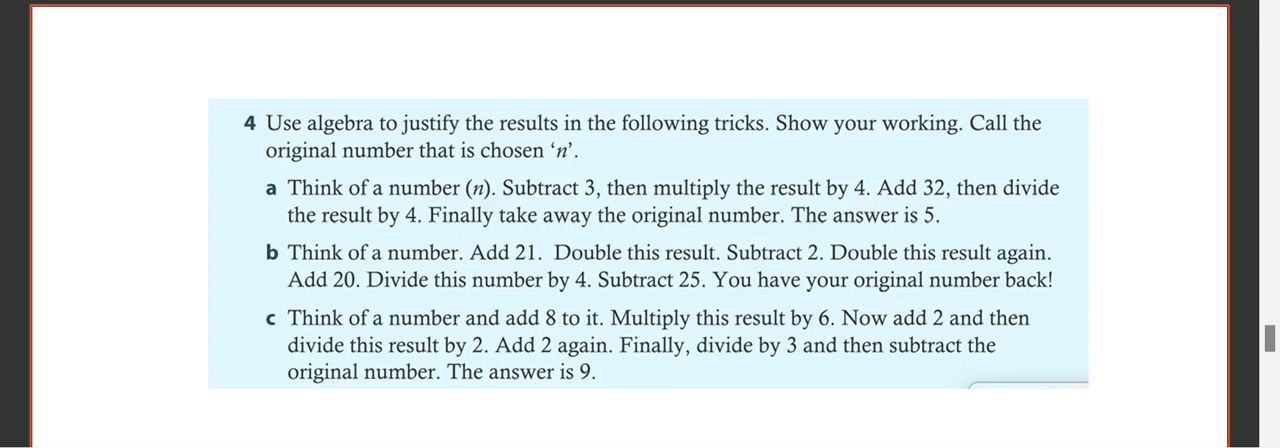 4 Use algebra to justify the results in the following tricks. Show your working. Call the
original number that is chosen ‘n’.
a Think of a number (n). Subtract 3, then multiply the result by 4. Add 32, then divide
the result by 4. Finally take away the original number. The answer is 5.
b Think of a number. Add 21. Double this result. Subtract 2. Double this result again.
Add 20. Divide this number by 4. Subtract 25. You have your original number back!
c Think of a number and add 8 to it. Multiply this result by 6. Now add 2 and then
divide this result by 2. Add 2 again. Finally, divide by 3 and then subtract the
original number. The answer is 9.